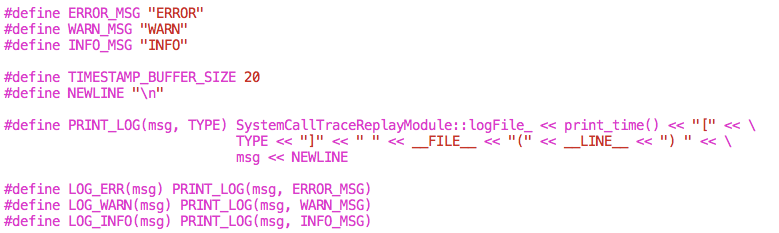 #define ERROR_MSG "ERROR"
#define WARN_MSG "WARN"
#define INFO_MSG "INFO"
#define TIMESTAMP_BUFFER_SIZE 20
#define NEWLINE "\n"
#define PRINT_LOG(msg, TYPE) SystemCallTraceReplayModule::logFile_ << print_time() << "[" << \
TYPE << "]" << " " << __FILE__ << "(" << __LINE__ << ") " << \
msg << NEWLINE
#define LOG_ERR(msg) PRINT_LOG(msg, ERROR_MSG)
#define LOG_WARN(msg) PRINT_LOG(msg, WARN_MSG)
#define LOG_INFO(msg) PRINT_LOG(msg, INFO_MSG)